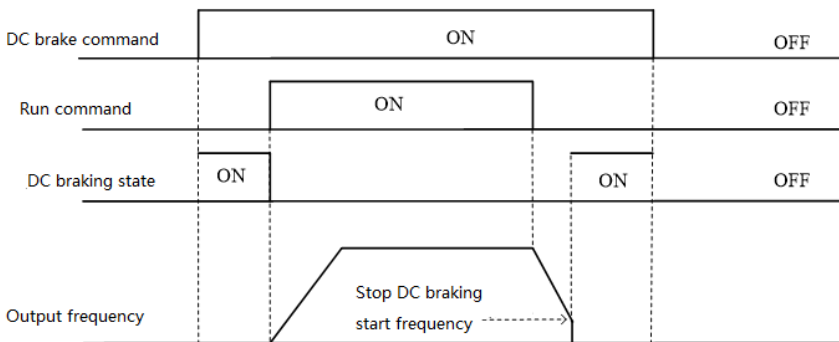 DC brake command
ON
OFF
Run command
ON
OFF
DC braking state
ON
ON
OFF
Stop DC braking
Output frequency
start frequency